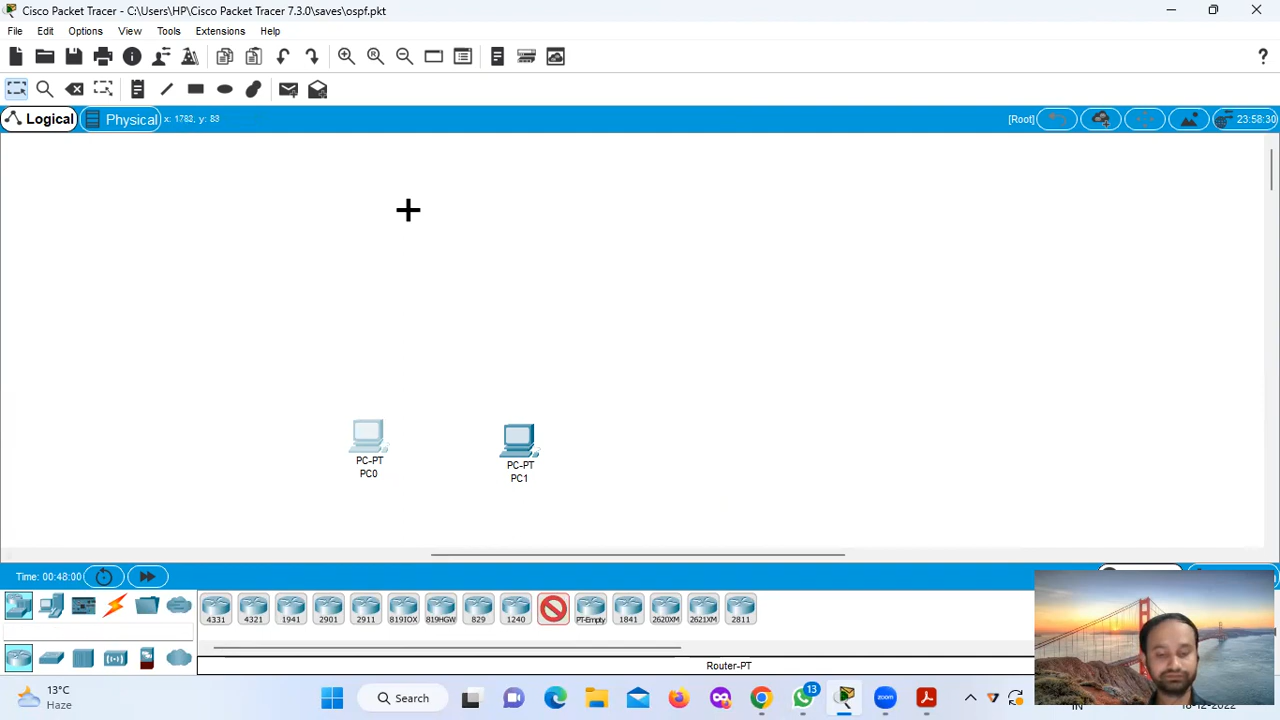 Cisco Packet Tracer - C:\Users\HP\Cisco Packet Tracer 7.3.0\saves\ospf.pkt
File Edit Options View Tools Extensions Help
Logical Physical x: 1782, y: 83 [Root] 23:58:30
PC-PT
PC0
PC-PT
PC1
Time: 00:48:00
4331 4321 1941 2901 2911 819IOX 819HGW 829 1240 PT-Empty 1841 2620XM 2621XM 2811
Router-PT
13°C
Haze
Search
13